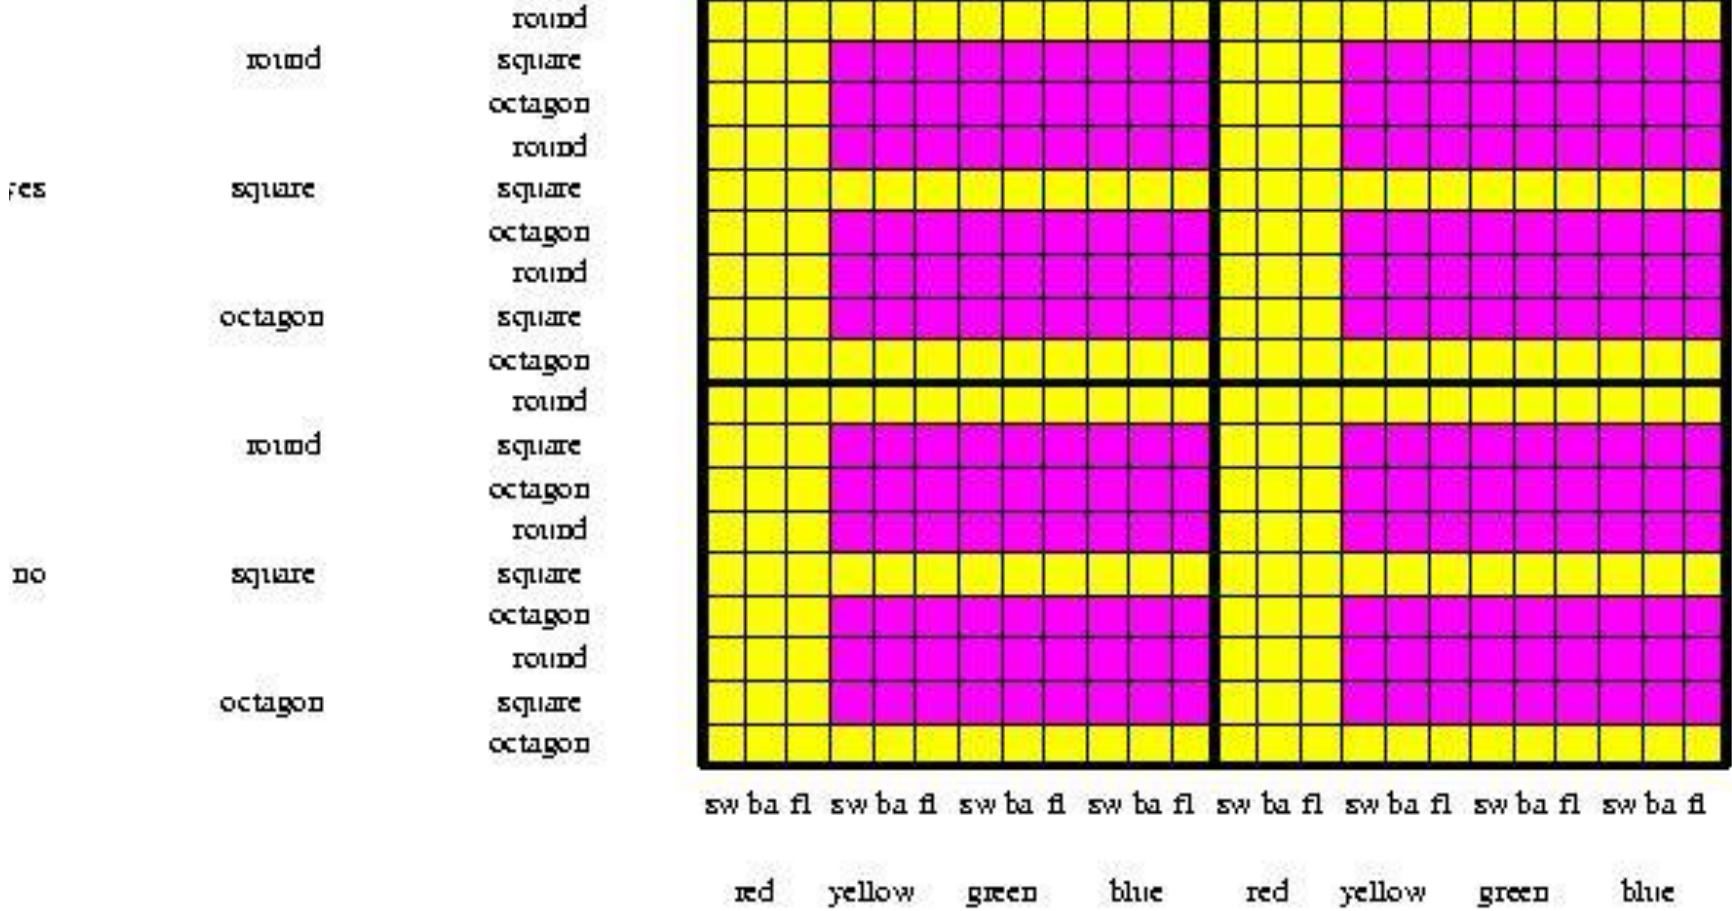 round
round square
octagon
round
yes square square
octagon
round
octagon square
octagon
round
round square
octagon
round
no square square
octagon
round
octagon square
octagon
sw ba fl sw ba fl sw ba fl sw ba fl sw ba fl sw ba fl sw ba fl sw ba fl
red yellow green blue red yellow green blue